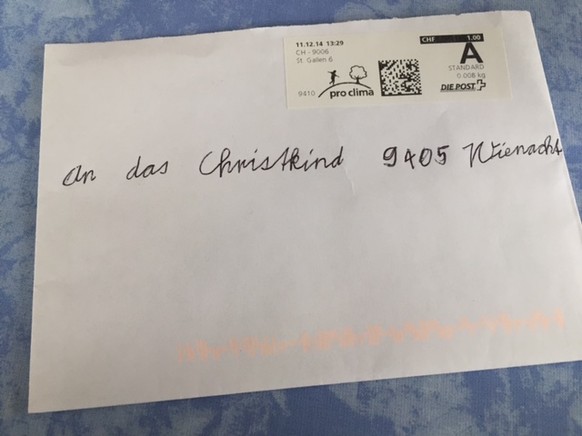 11.12.14 13:29
CH - 9006
St. Gallen 6
9410
pro clima
CHF 1.00
A
STANDARD
0.008 kg
DIE POST
An das Christkind 9405 Wienacht